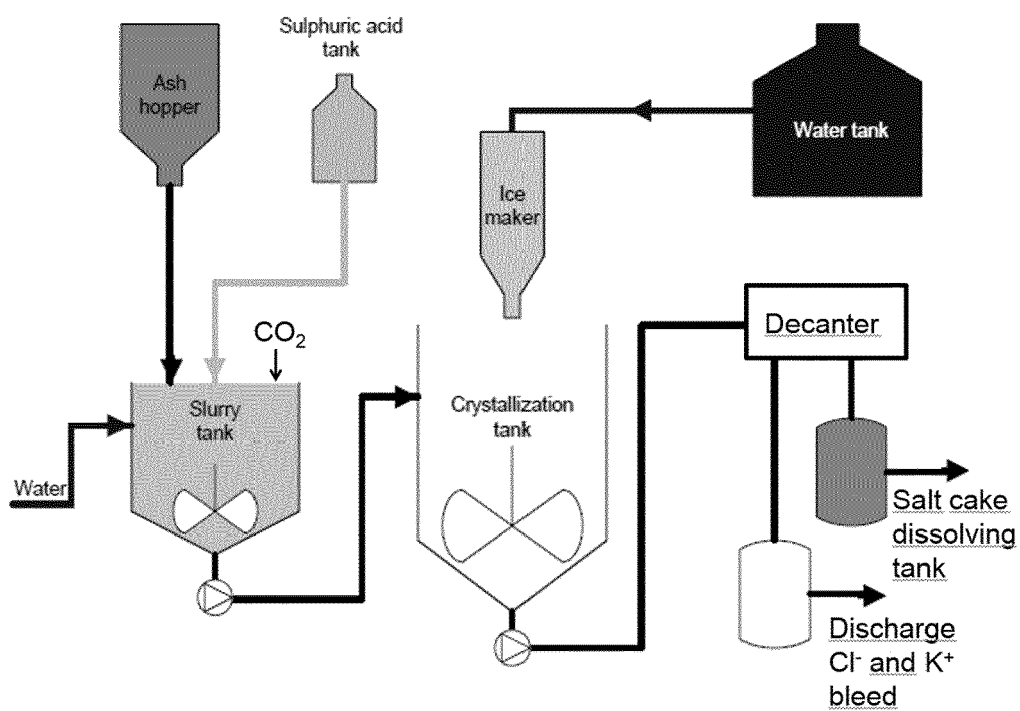 Sulphuric acid
tank
Ash
hopper
Water tank
Ice
maker
Decanter
CO₂
Slurry
tank
Crystallization
tank
Water
Salt cake
dissolving
tank
Discharge
Cl⁻ and K⁺
bleed